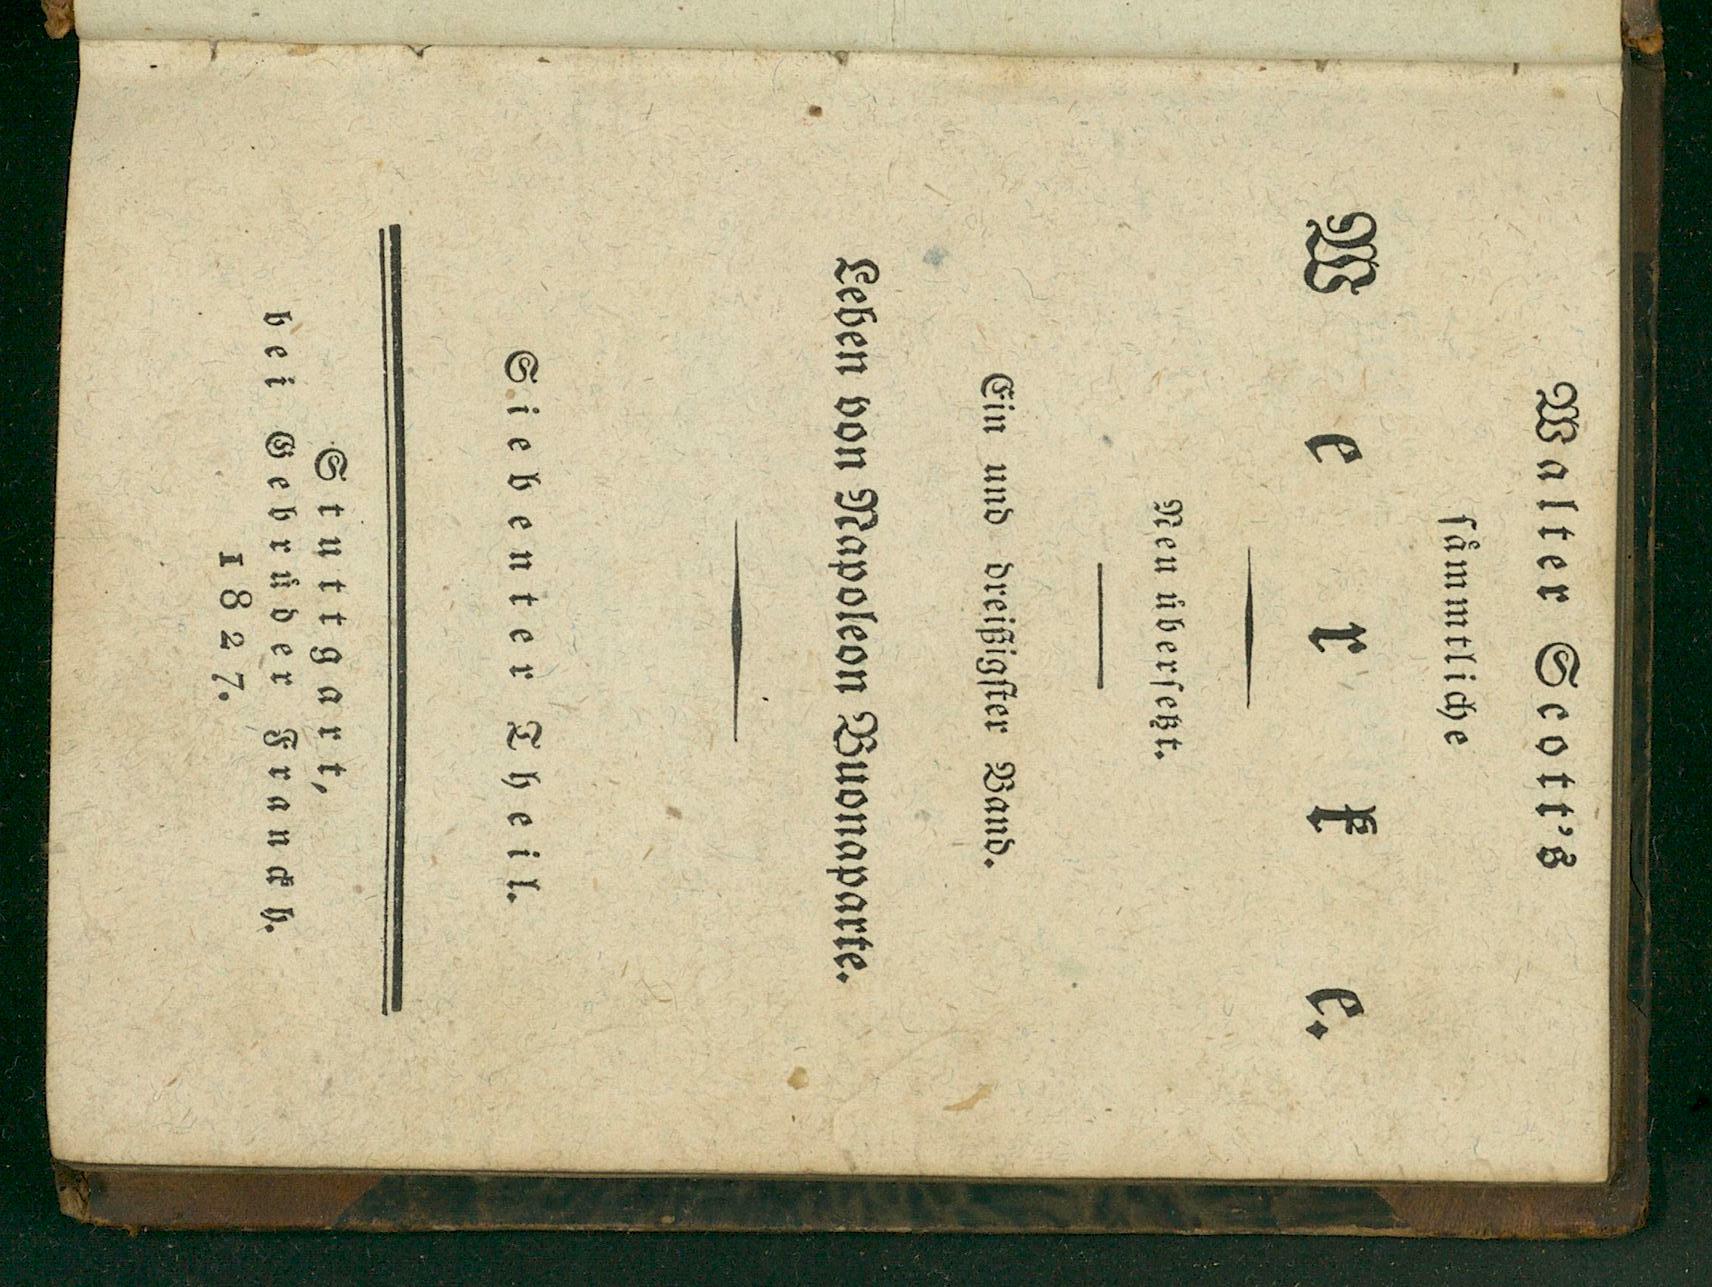 Walter Scott's
sämmtliche
Werke.
Neu übersetzt.
Ein und dreißigster Band.
Leben von Napoleon Buonaparte.
Siebenter Theil.
Stuttgart,
bei Gebrüder Franckh.
1827.